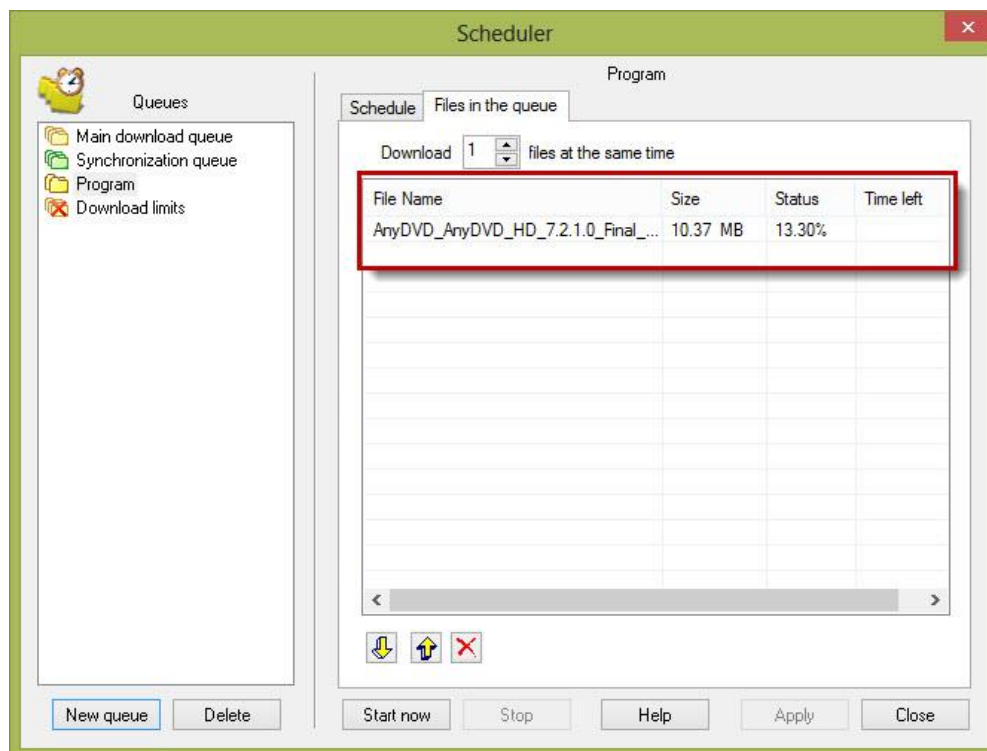 Scheduler
Queues
Main download queue
Synchronization queue
Program
Download limits
New queue Delete
Program
Schedule Files in the queue
Download 1 files at the same time
File Name Size Status Time left
AnyDVD_AnyDVD_HD_7.2.1.0_Final_... 10.37 MB 13.30%
Start now Stop Help Apply Close